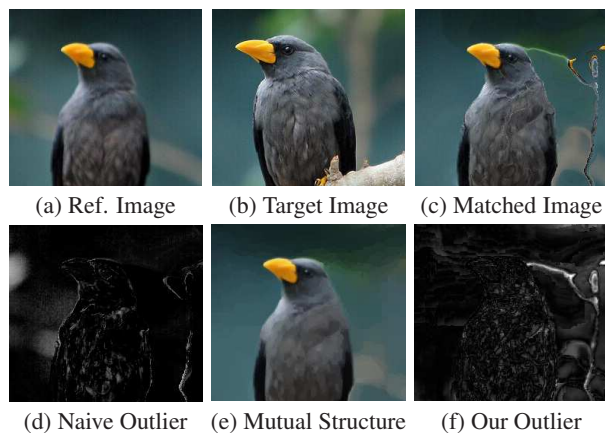 (a) Ref. Image
(b) Target Image
(c) Matched Image
(d) Naive Outlier
(e) Mutual Structure
(f) Our Outlier